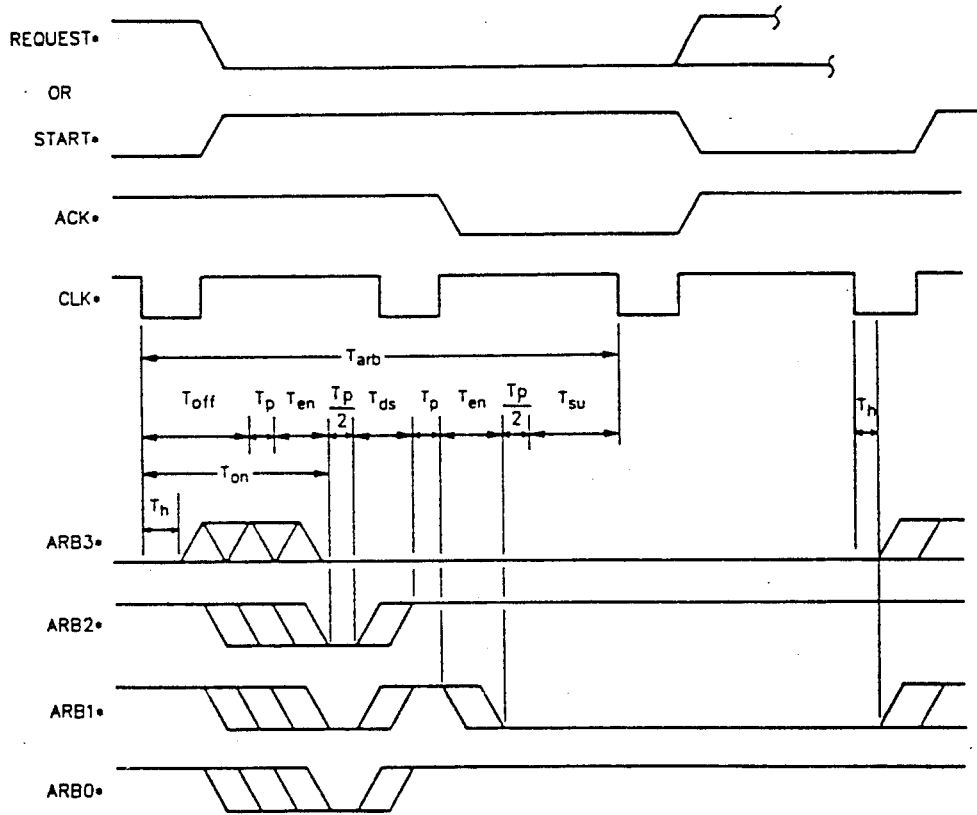 REQUEST*
OR
START*
ACK*
CLK*
Tarb
Toff Tp Ten Tp/2 Tds Tp Ten Tp/2 Tsu Th
Ton
Th
ARB3*
ARB2*
ARB1*
ARB0*